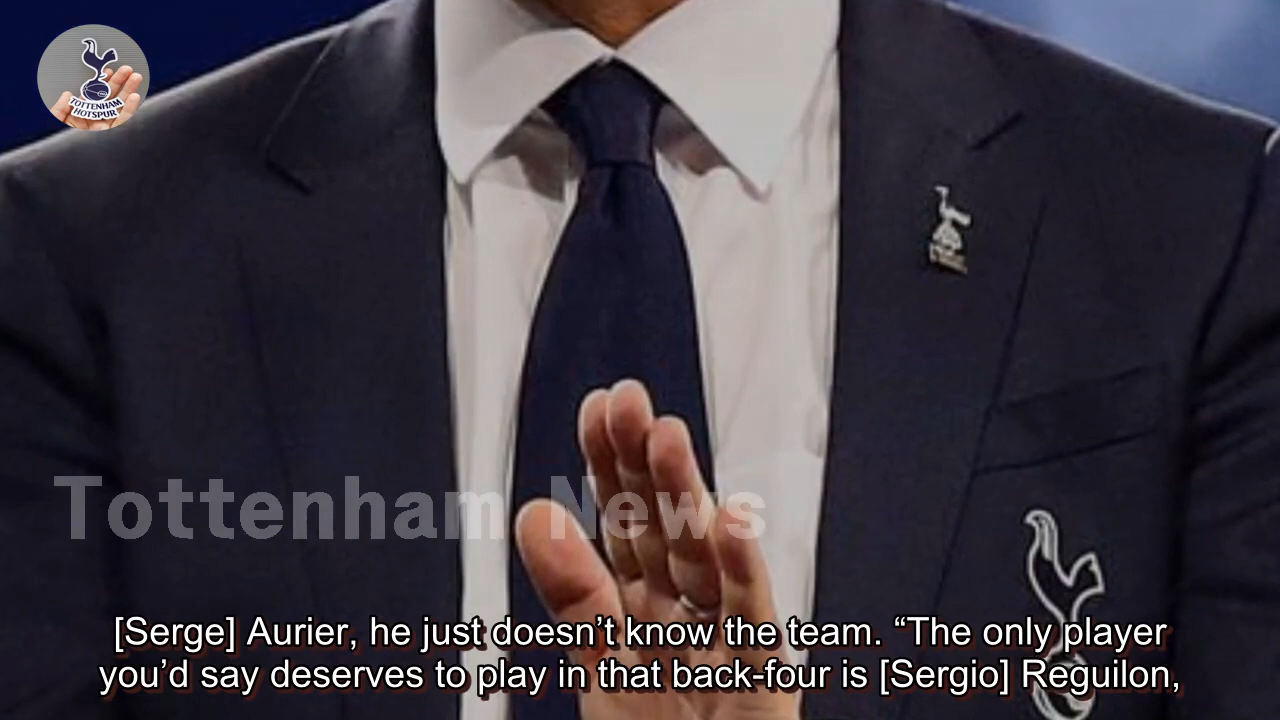 TOTTENHAM
HOTSPUR
Tottenham News
[Serge] Aurier, he just doesn’t know the team. “The only player
you’d say deserves to play in that back-four is [Sergio] Reguilon,